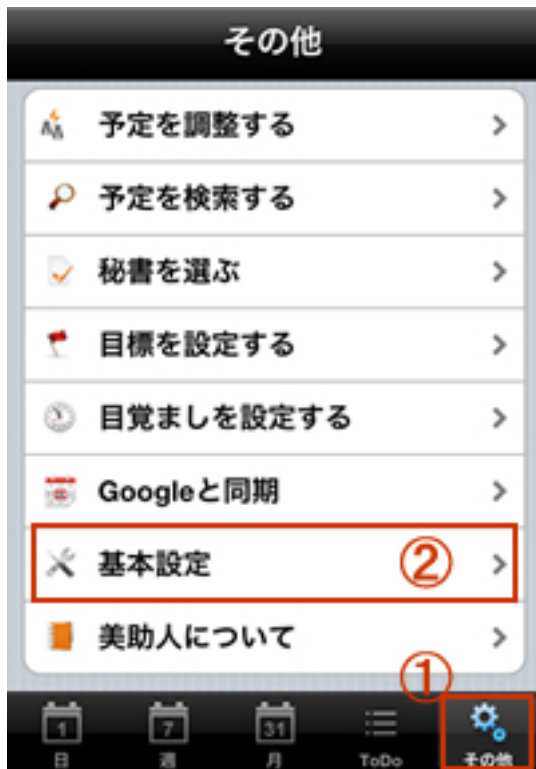 その他
予定を調整する
予定を検索する
秘書を選ぶ
目標を設定する
目覚ましを設定する
Googleと同期
基本設定
②
美助人について
①
1
7
31
日
週
月
ToDo
その他